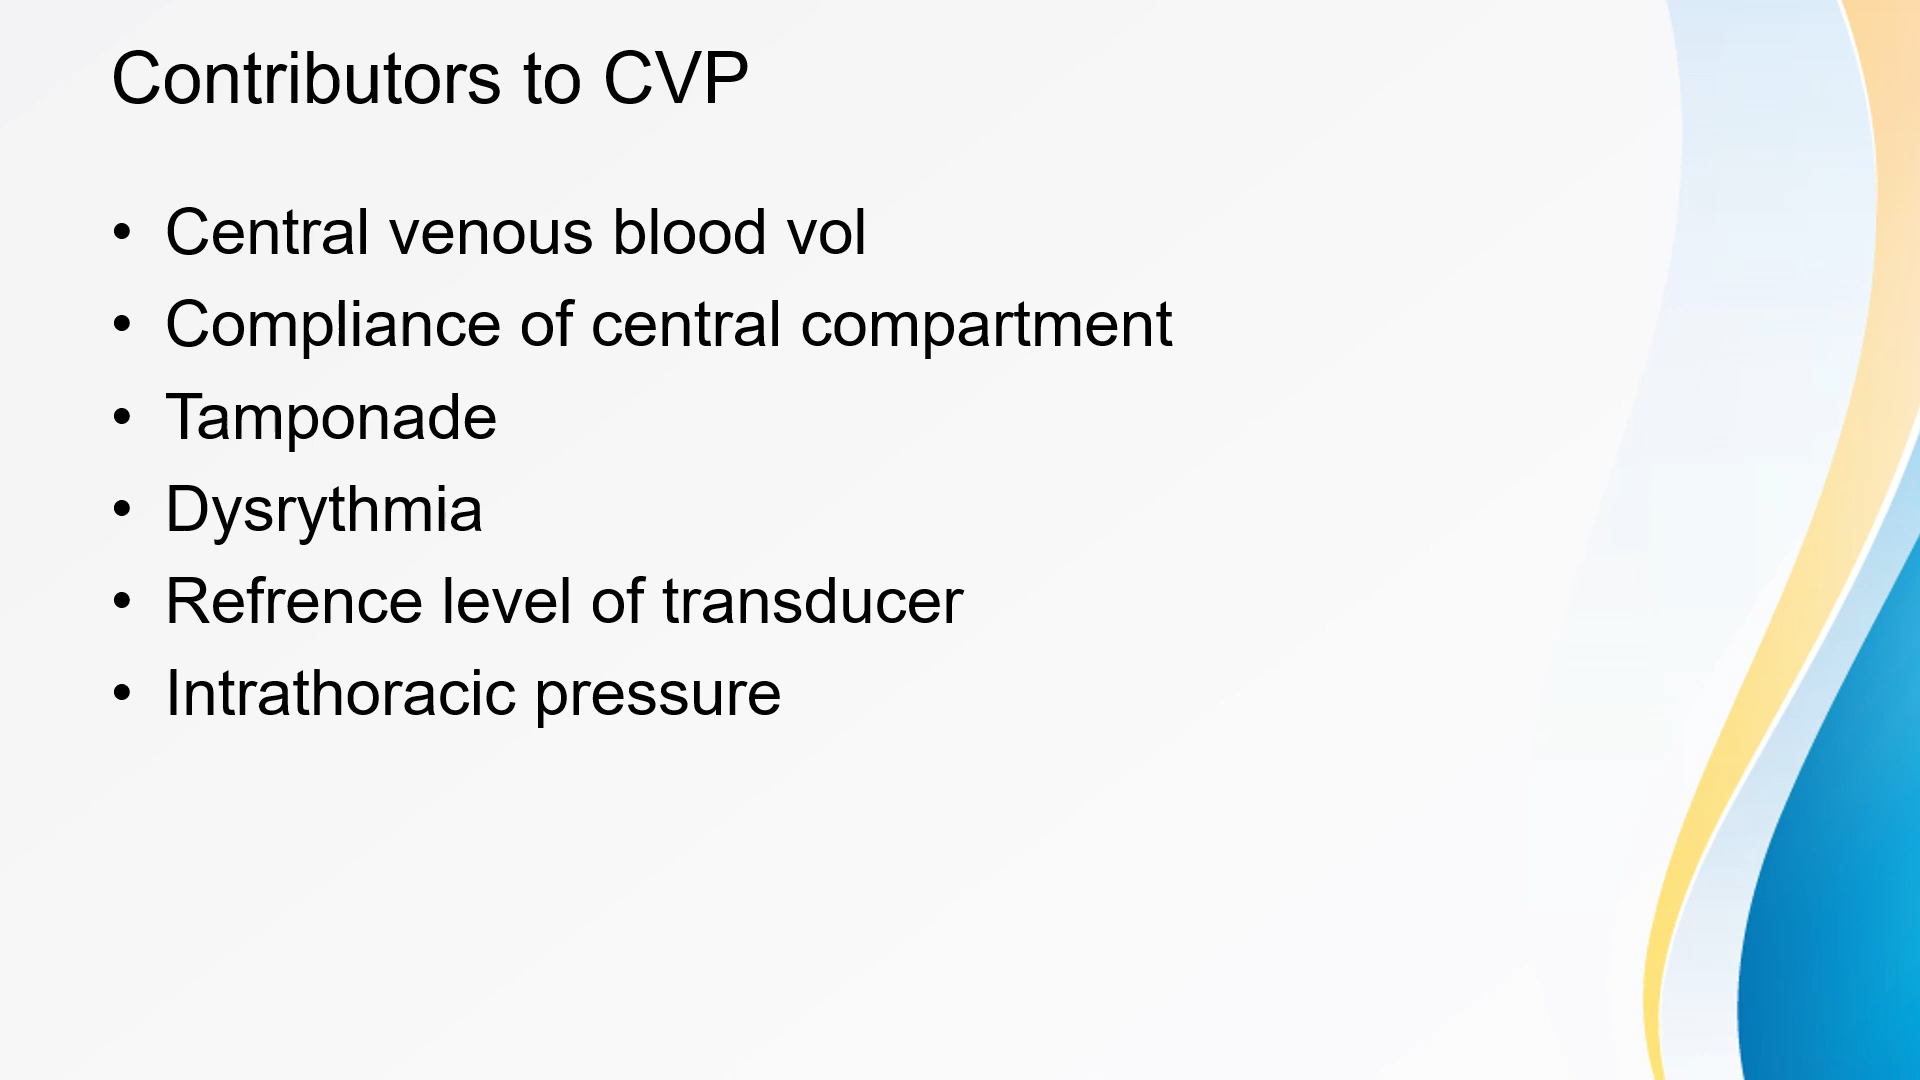 Contributors to CVP
• Central venous blood vol
• Compliance of central compartment
• Tamponade
• Dysrythmia
• Refrence level of transducer
• Intrathoracic pressure